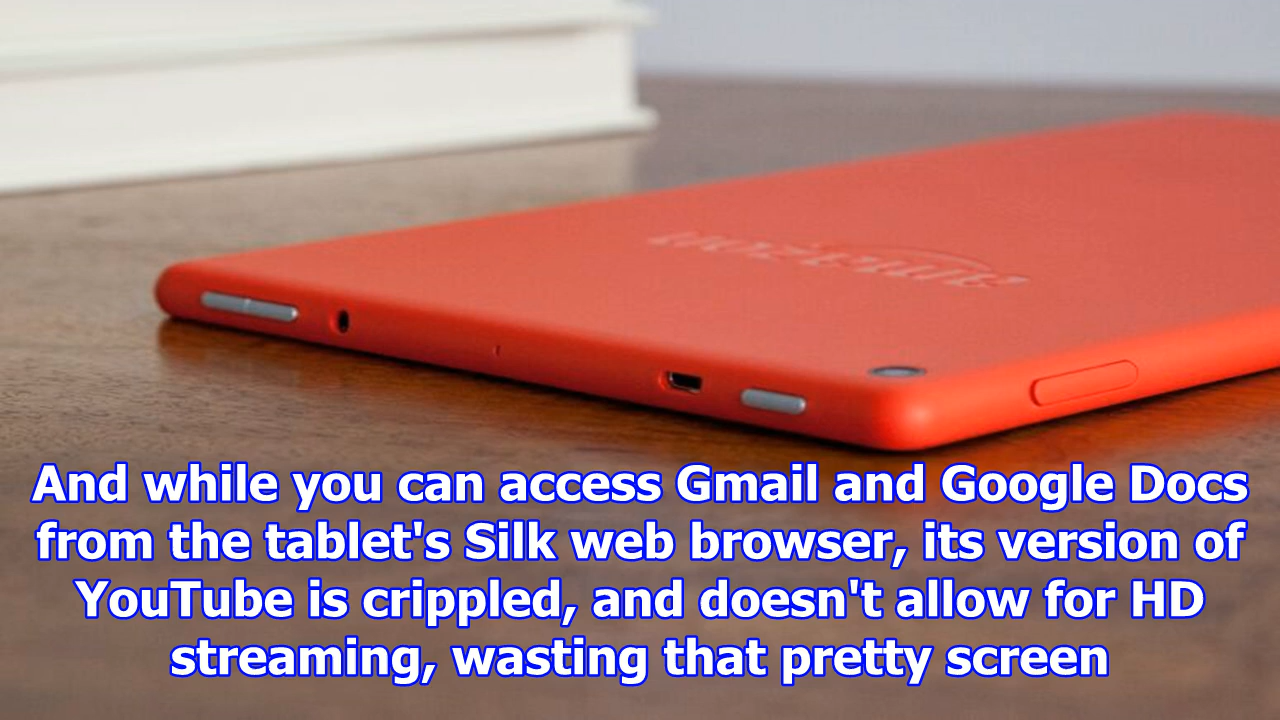 amazon
And while you can access Gmail and Google Docs
from the tablet's Silk web browser, its version of
YouTube is crippled, and doesn't allow for HD
streaming, wasting that pretty screen